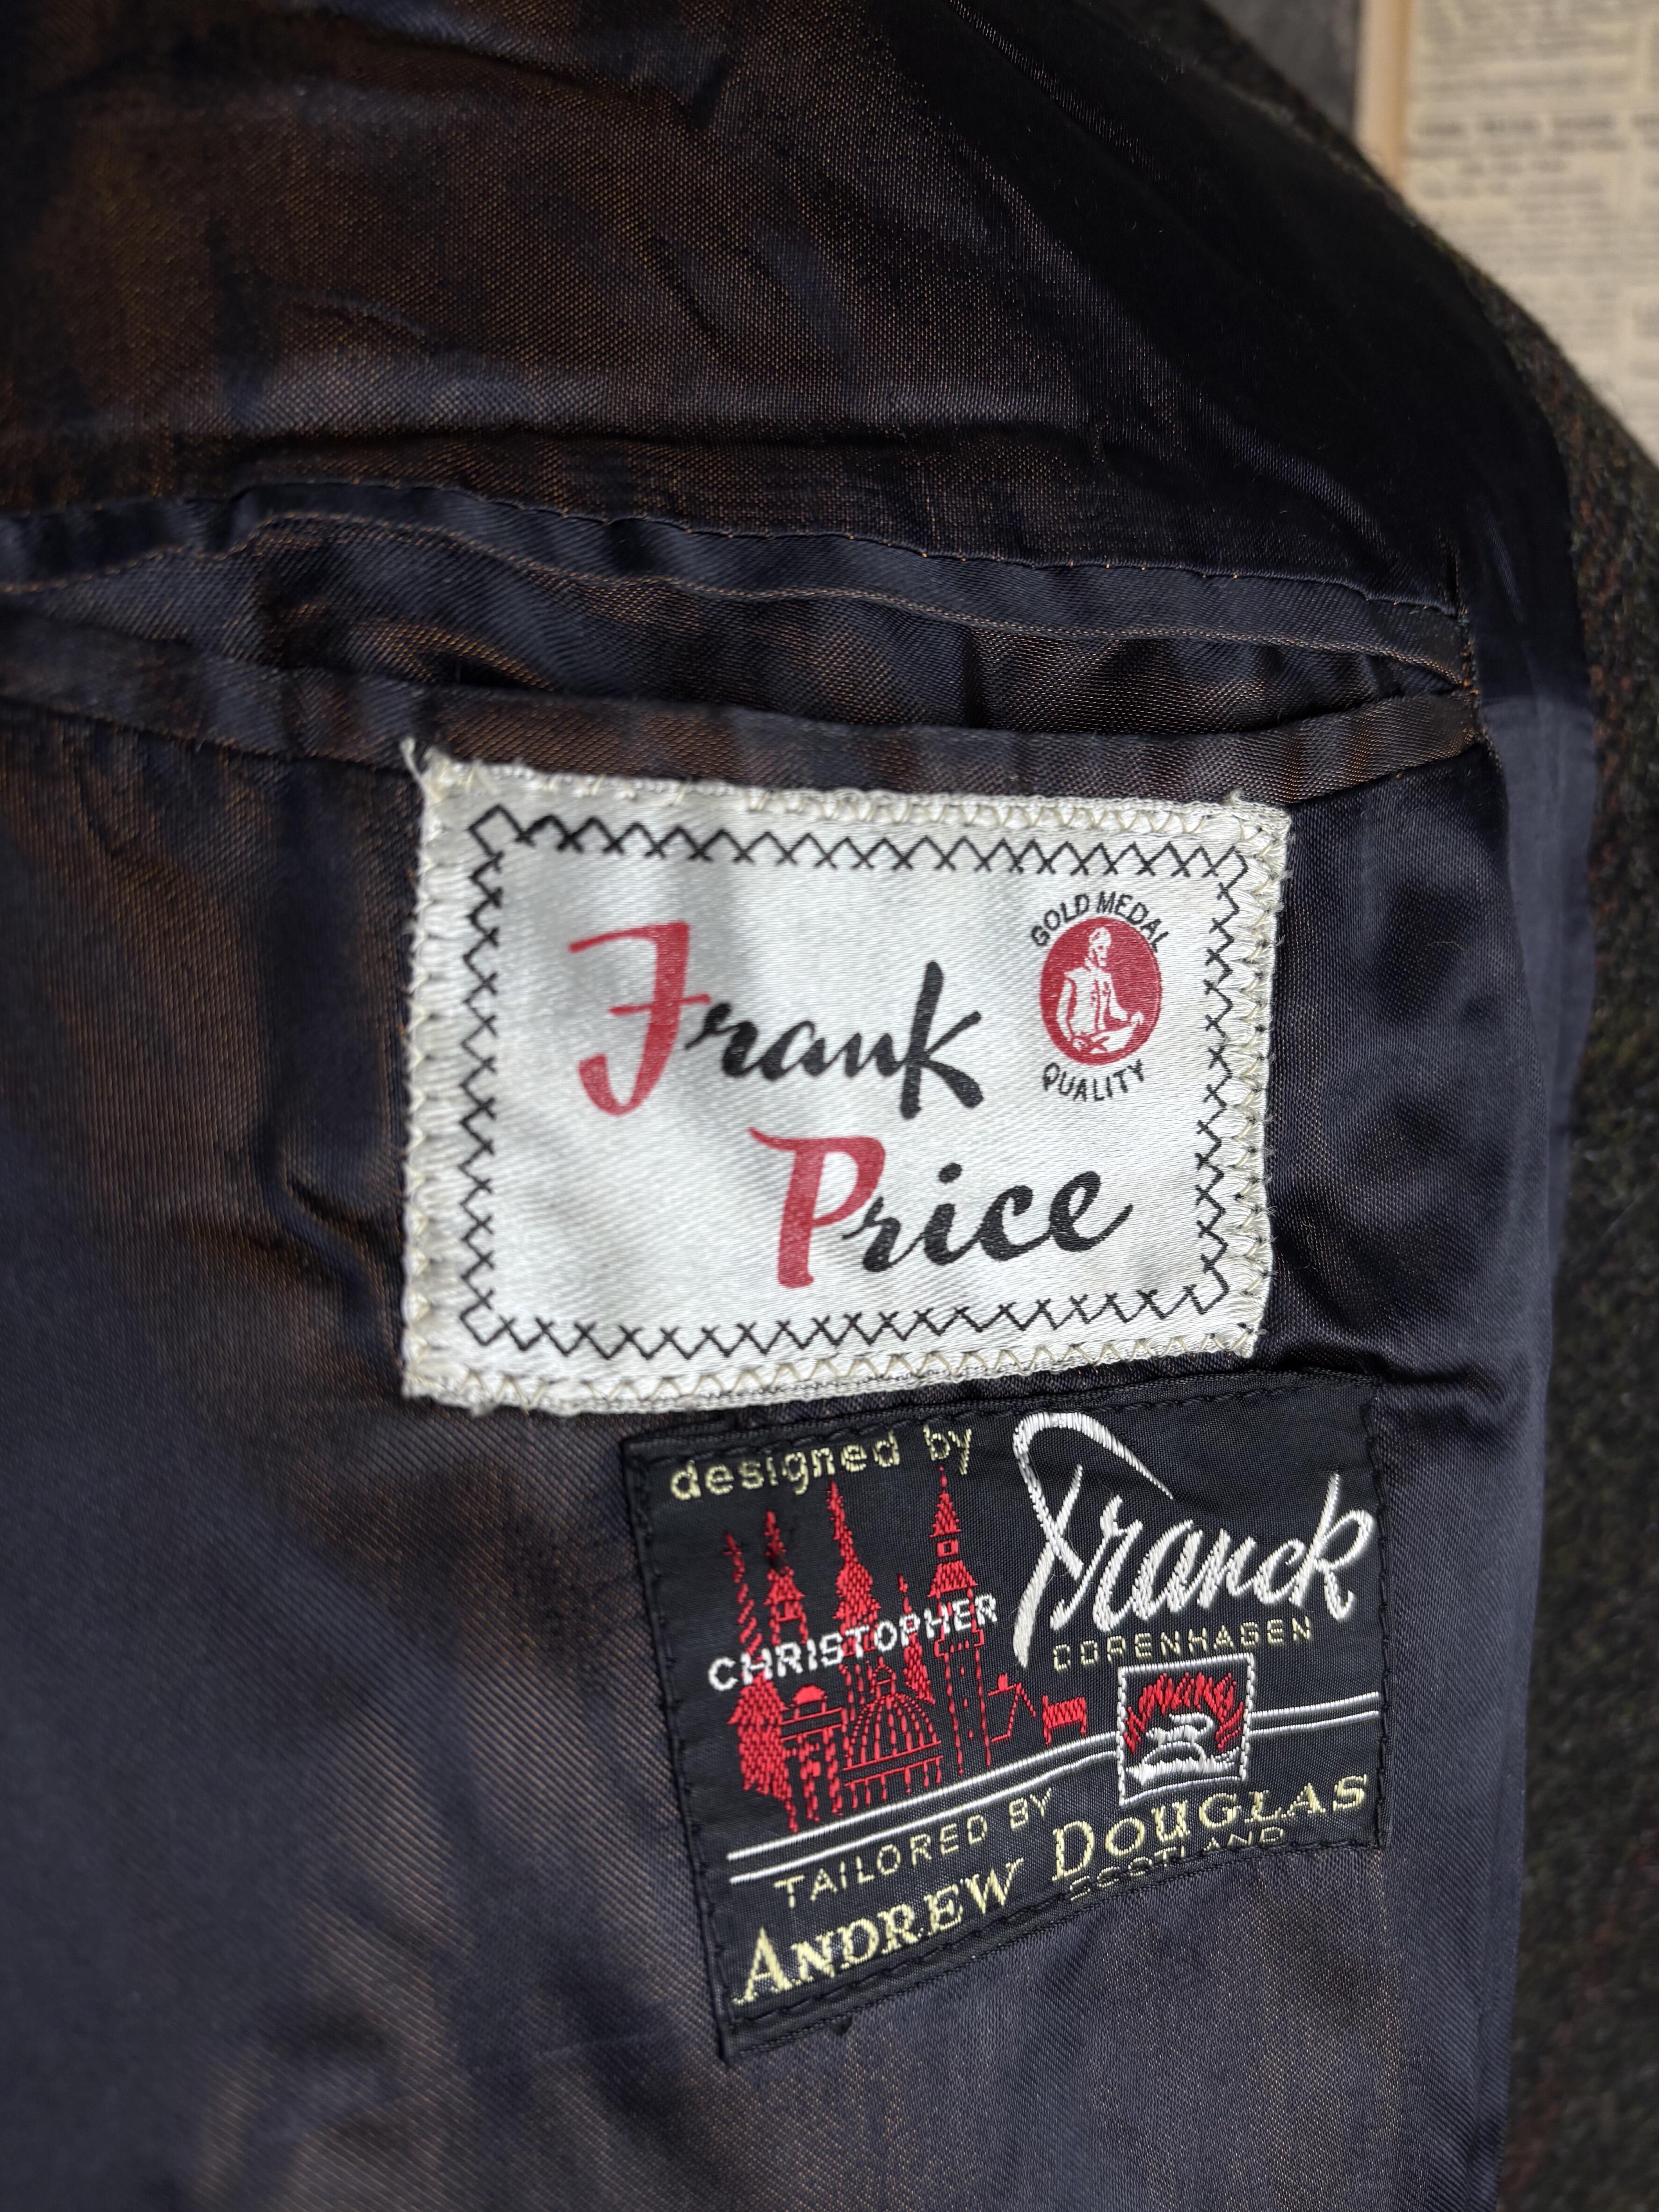 GOLD MEDAL
Frank
QUALITY
Price
designed by
Franck
CHRISTOPHER
COPENHAGEN
TAILORED BY
ANDREW DOUGLAS
SCOTLAND